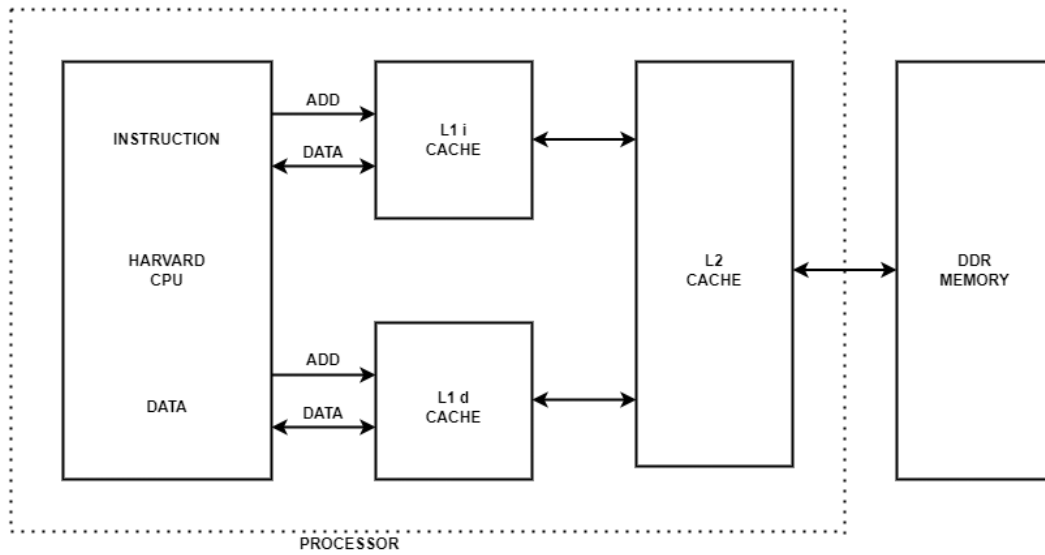 INSTRUCTION
HARVARD
CPU
DATA
ADD
DATA
ADD
DATA
L1 i
CACHE
L1 d
CACHE
L2
CACHE
DDR
MEMORY
PROCESSOR